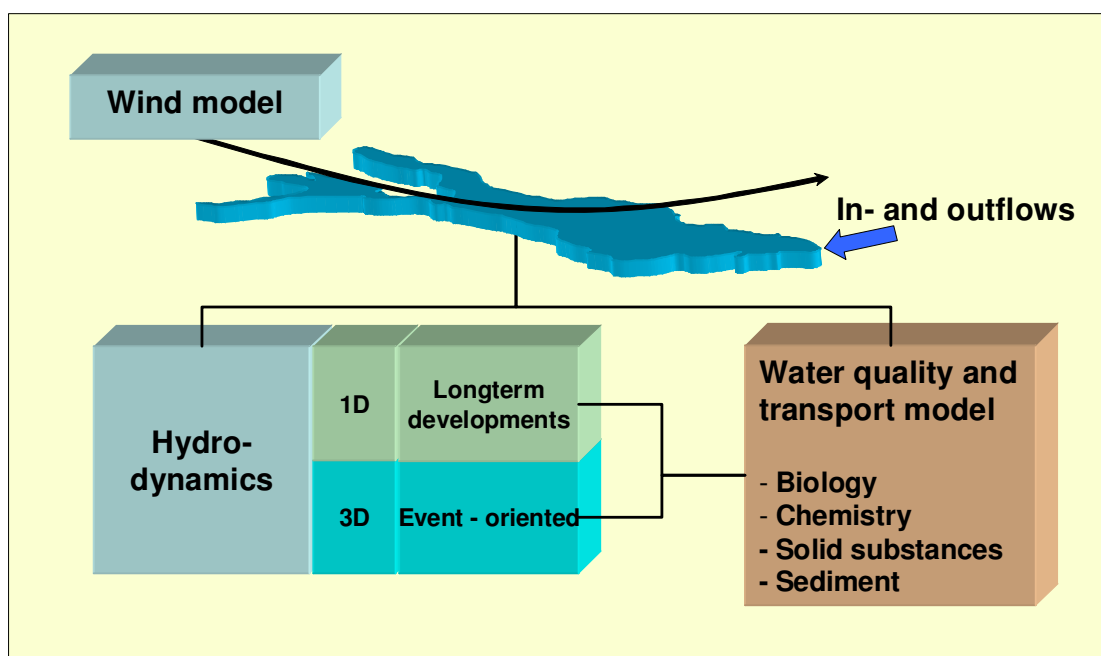 Wind model
In- and outflows
Hydro-
dynamics
1D
Longterm
developments
3D
Event - oriented
Water quality and
transport model
- Biology
- Chemistry
- Solid substances
- Sediment